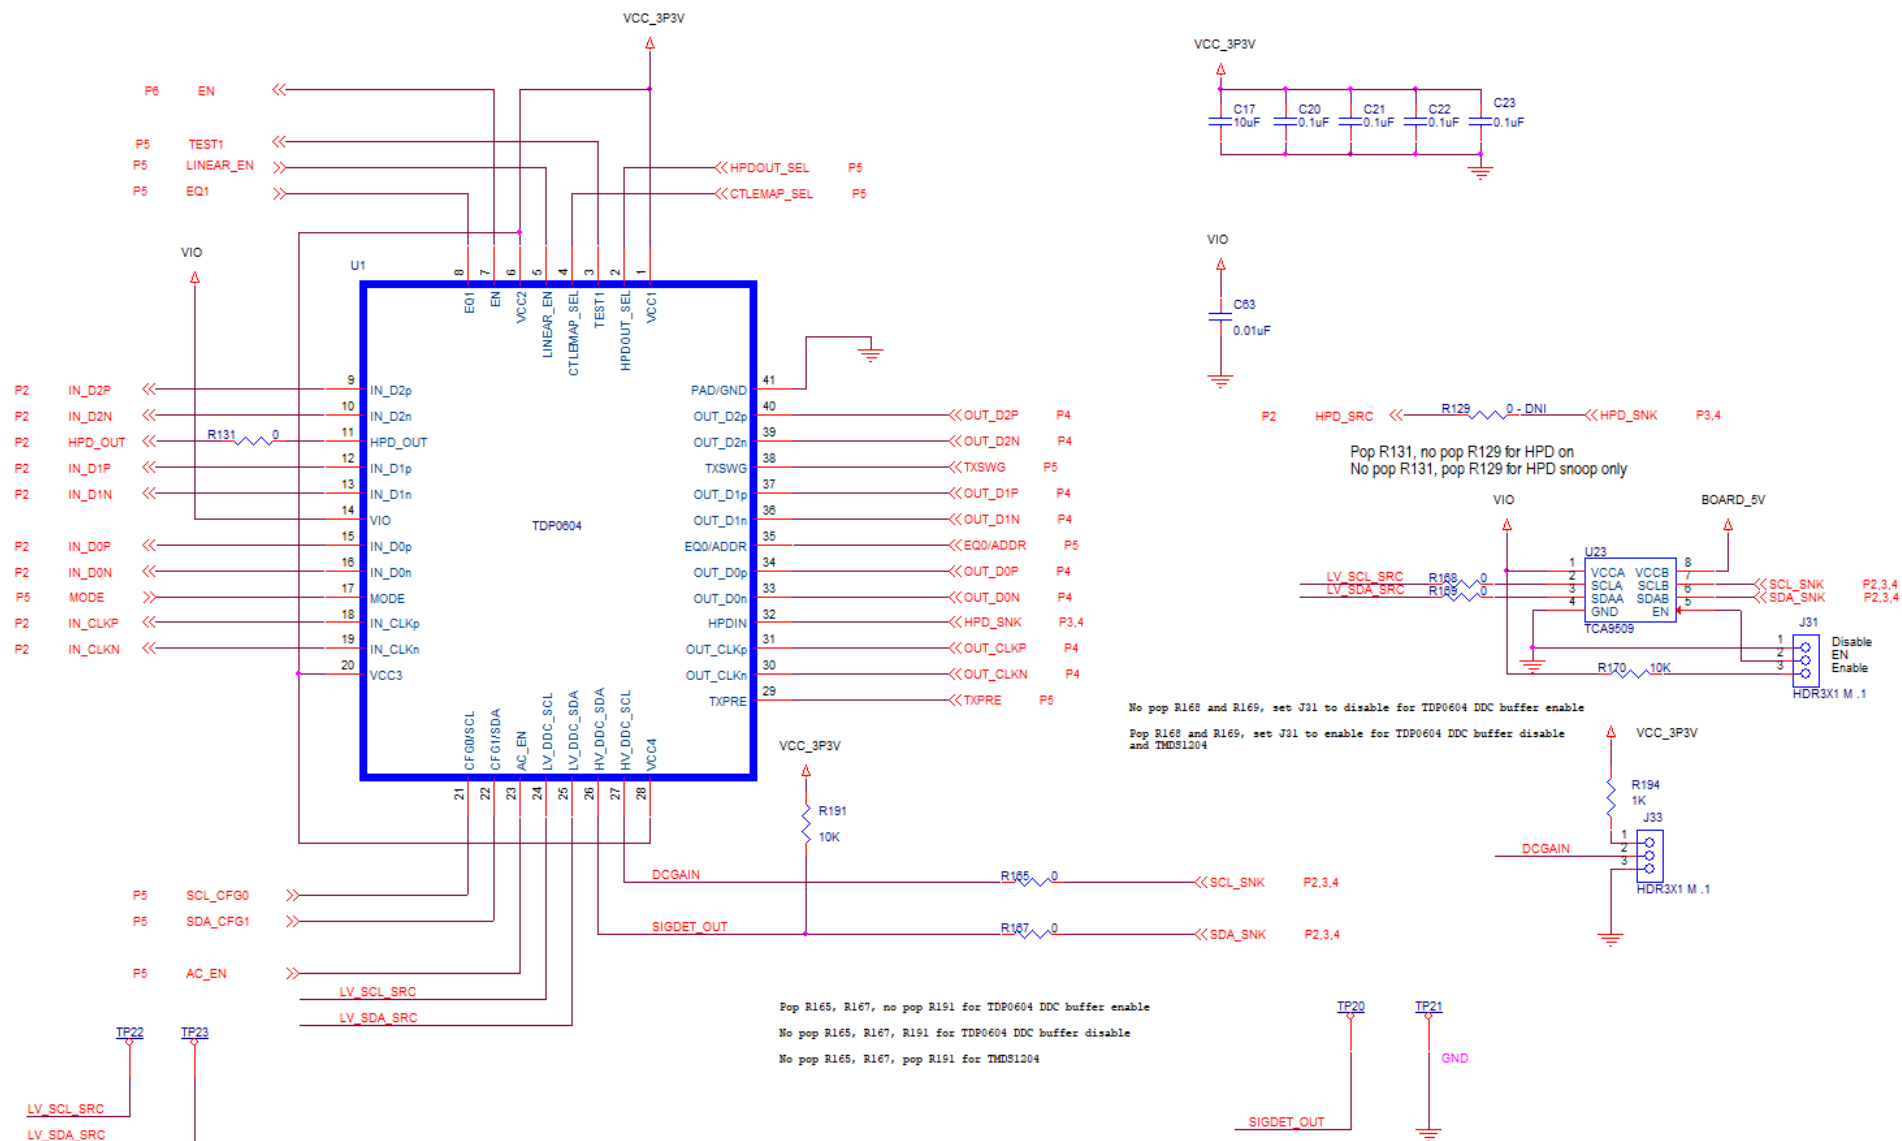 VCC_3P3V
P6 EN
P5 TEST1
P5 LINEAR_EN
P5 EQ1
HPDOUT_SEL P5
CTLEMAP_SEL P5
VIO
U1
8 7 6 5 4 3 2 1
EQ1 EN VCC2 LINEAR_EN CTLEMAP_SEL TEST1 HPDOUT_SEL VCC1
P2 IN_D2P 9 IN_D2p
P2 IN_D2N 10 IN_D2n
P2 HPD_OUT R131 0 11 HPD_OUT
P2 IN_D1P 12 IN_D1p
P2 IN_D1N 13 IN_D1n
14 VIO
P2 IN_D0P 15 IN_D0p
P2 IN_D0N 16 IN_D0n
P5 MODE 17 MODE
P2 IN_CLKP 18 IN_CLKp
P2 IN_CLKN 19 IN_CLKn
20 VCC3
TDP0604
PAD/GND 41
OUT_D2p 40 OUT_D2P P4
OUT_D2n 39 OUT_D2N P4
TXSWG 38 TXSWG P5
OUT_D1p 37 OUT_D1P P4
OUT_D1n 36 OUT_D1N P4
EQ0/ADDR 35 EQ0/ADDR P5
OUT_D0p 34 OUT_D0P P4
OUT_D0n 33 OUT_D0N P4
HPDIN 32 HPD_SNK P3,4
OUT_CLKp 31 OUT_CLKP P4
OUT_CLKn 30 OUT_CLKN P4
TXPRE 29 TXPRE P5
CFG0/SCL CFG1/SDA AC_EN LV_DDC_SCL LV_DDC_SDA HV_DDC_SDA HV_DDC_SCL VCC4
21 22 23 24 25 26 27 28
VCC_3P3V
R191
10K
DCGAIN R165 0 SCL_SNK P2,3,4
SIGDET_OUT R167 0 SDA_SNK P2,3,4
P5 SCL_CFG0
P5 SDA_CFG1
P5 AC_EN
LV_SCL_SRC
LV_SDA_SRC
Pop R165, R167, no pop R191 for TDP0604 DDC buffer enable
No pop R165, R167, R191 for TDP0604 DDC buffer disable
No pop R165, R167, pop R191 for TMDS1204
TP22 TP23
LV_SCL_SRC
LV_SDA_SRC
VCC_3P3V
C17 C20 C21 C22 C23
10uF 0.1uF 0.1uF 0.1uF 0.1uF
VIO
C63
0.01uF
P2 HPD_SRC R129 0 - DNI HPD_SNK P3,4
Pop R131, no pop R129 for HPD on
No pop R131, pop R129 for HPD snoop only
VIO BOARD_5V
U23
1 VCCA VCCB 8
LV_SCL_SRC R168 0 2 SCLA SCLB 7 SCL_SNK P2,3,4
LV_SDA_SRC R169 0 3 SDAA SDAB 6 SDA_SNK P2,3,4
4 GND EN 5
TCA9509
J31
1 Disable
2 EN
R170 10K 3 Enable
HDR3X1 M .1
No pop R168 and R169, set J31 to disable for TDP0604 DDC buffer enable
Pop R168 and R169, set J31 to enable for TDP0604 DDC buffer disable
and TMDS1204
VCC_3P3V
R194
1K
J33
1
DCGAIN 2
3
HDR3X1 M .1
TP20 TP21
GND
SIGDET_OUT